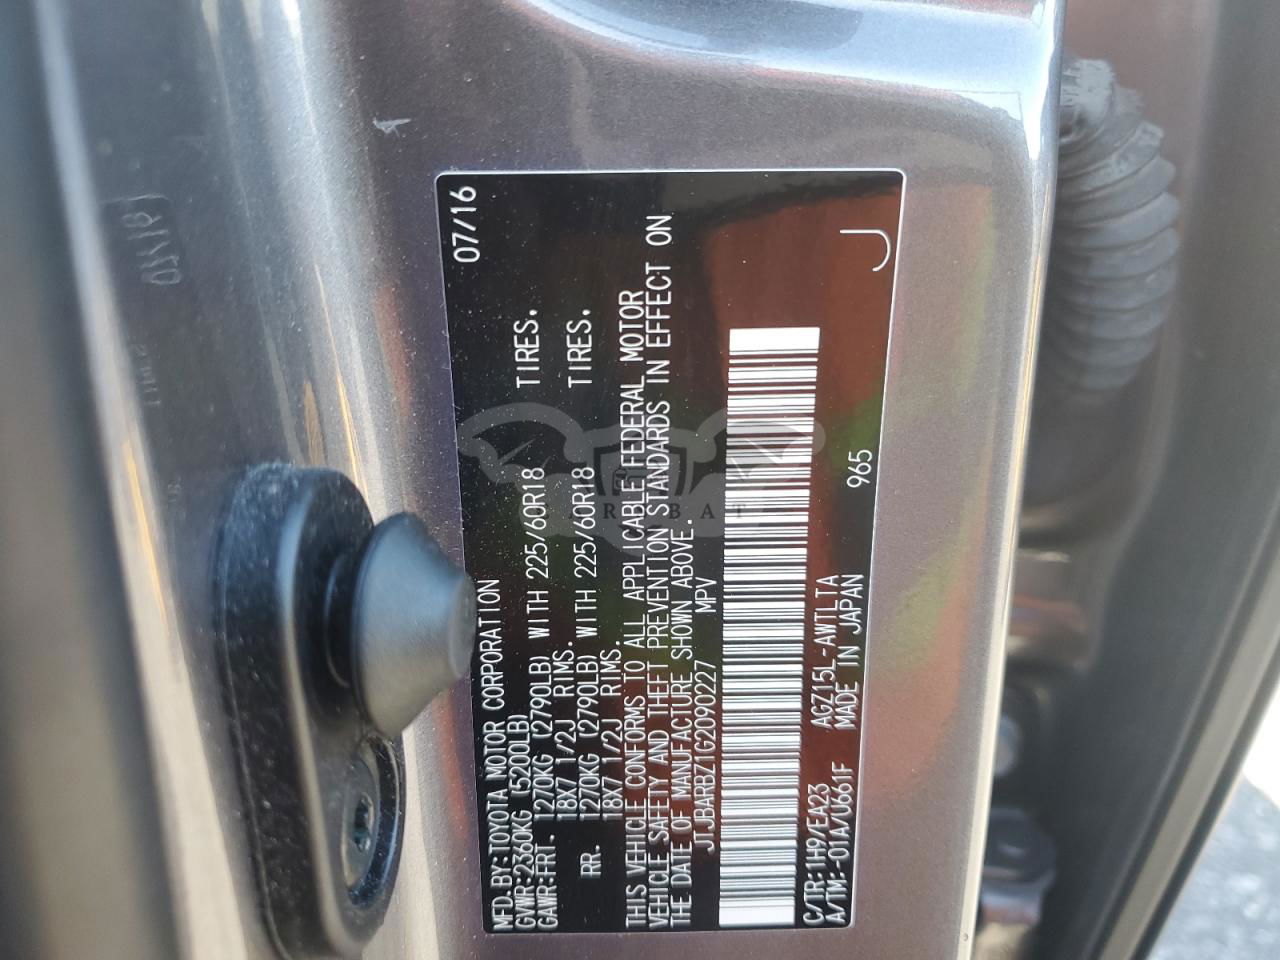 MFD.BY:TOYOTA MOTOR CORPORATION 07/16
GVWR:2360KG (5200LB)
GAWR:FRT. 1270KG (2790LB) WITH 225/60R18 TIRES.
18X7 1/2J RIMS.
RR. 1270KG (2790LB) WITH 225/60R18 TIRES.
18X7 1/2J RIMS.
THIS VEHICLE CONFORMS TO ALL APPLICABLE FEDERAL MOTOR
VEHICLE SAFETY AND THEFT PREVENTION STANDARDS IN EFFECT ON
THE DATE OF MANUFACTURE SHOWN ABOVE.
JTJBARBZ1G2090227 MPV
C/TR:1H9/EA23 AGZ15L-AWTLTA
A/TM:-01A/U661F MADE IN JAPAN 965
J
CARSBAT